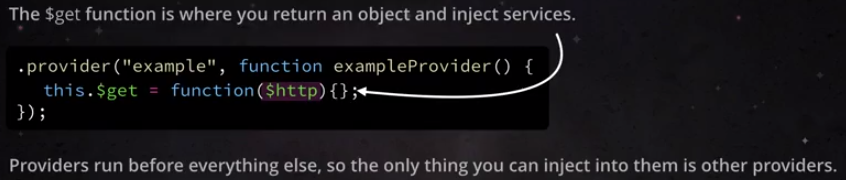 The $get function is where you return an object and inject services.
.provider("example", function exampleProvider() {
this.$get = function($http){};
});
Providers run before everything else, so the only thing you can inject into them is other providers.